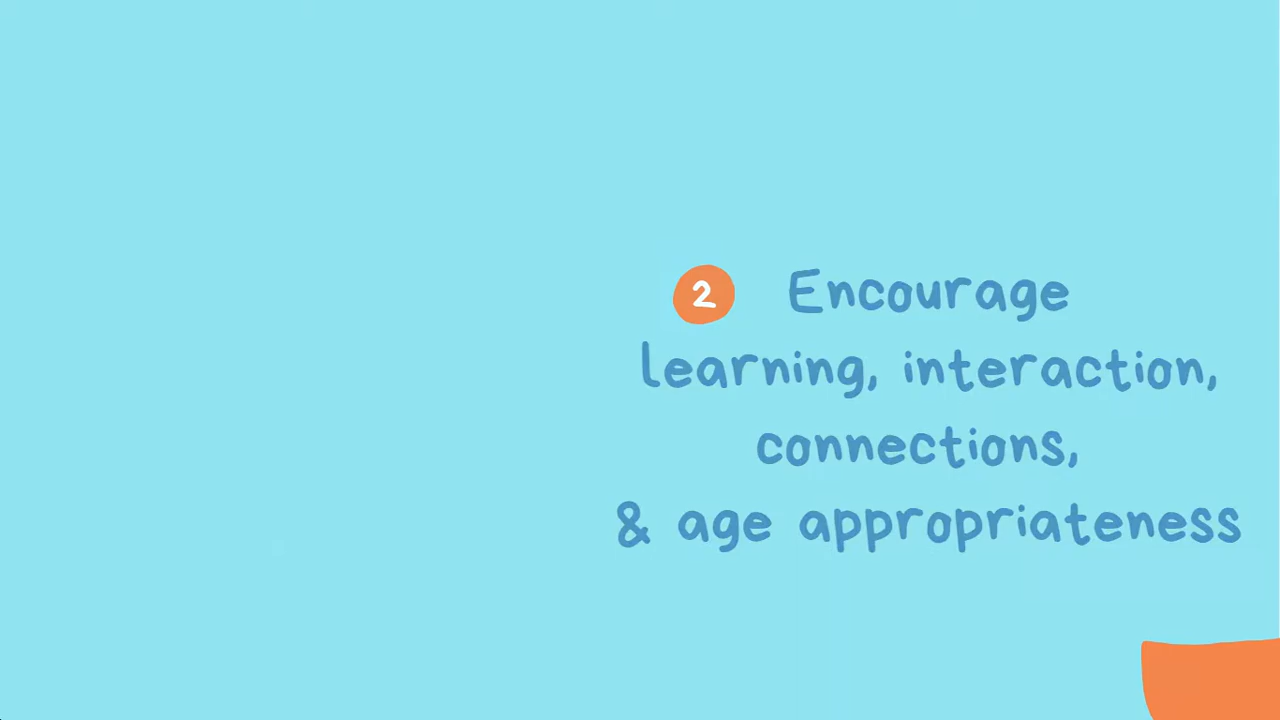 2 Encourage
learning, interaction,
connections,
& age appropriateness